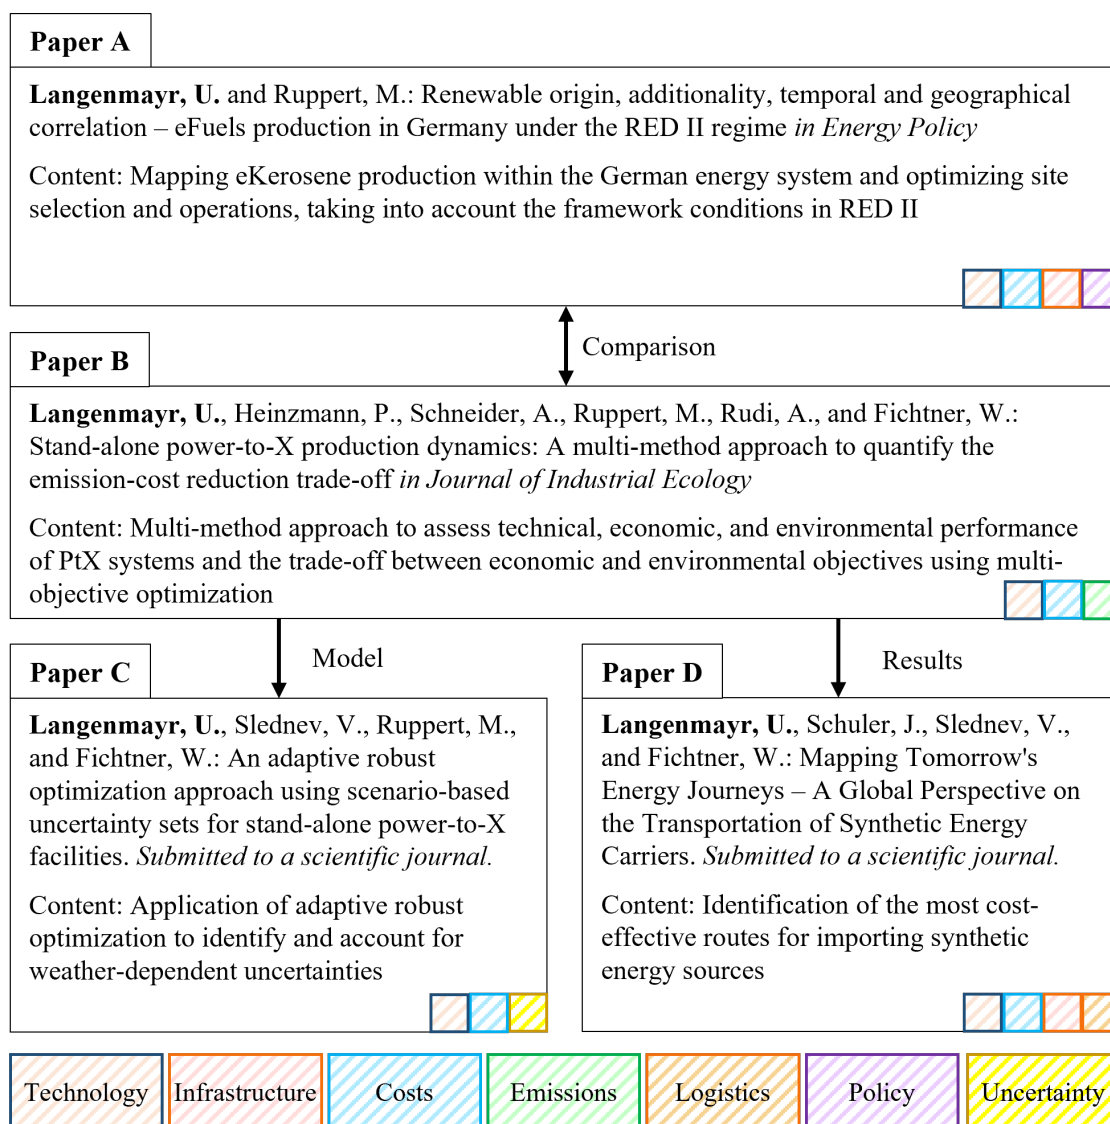 Paper A
Langenmayr, U. and Ruppert, M.: Renewable origin, additionality, temporal and geographical
correlation – eFuels production in Germany under the RED II regime in Energy Policy
Content: Mapping eKerosene production within the German energy system and optimizing site
selection and operations, taking into account the framework conditions in RED II
Comparison
Paper B
Langenmayr, U., Heinzmann, P., Schneider, A., Ruppert, M., Rudi, A., and Fichtner, W.:
Stand-alone power-to-X production dynamics: A multi-method approach to quantify the
emission-cost reduction trade-off in Journal of Industrial Ecology
Content: Multi-method approach to assess technical, economic, and environmental performance
of PtX systems and the trade-off between economic and environmental objectives using multi-
objective optimization
Model
Results
Paper C
Langenmayr, U., Slednev, V., Ruppert, M.,
and Fichtner, W.: An adaptive robust
optimization approach using scenario-based
uncertainty sets for stand-alone power-to-X
facilities. Submitted to a scientific journal.
Content: Application of adaptive robust
optimization to identify and account for
weather-dependent uncertainties
Paper D
Langenmayr, U., Schuler, J., Slednev, V.,
and Fichtner, W.: Mapping Tomorrow's
Energy Journeys – A Global Perspective on
the Transportation of Synthetic Energy
Carriers. Submitted to a scientific journal.
Content: Identification of the most cost-
effective routes for importing synthetic
energy sources
Technology
Infrastructure
Costs
Emissions
Logistics
Policy
Uncertainty